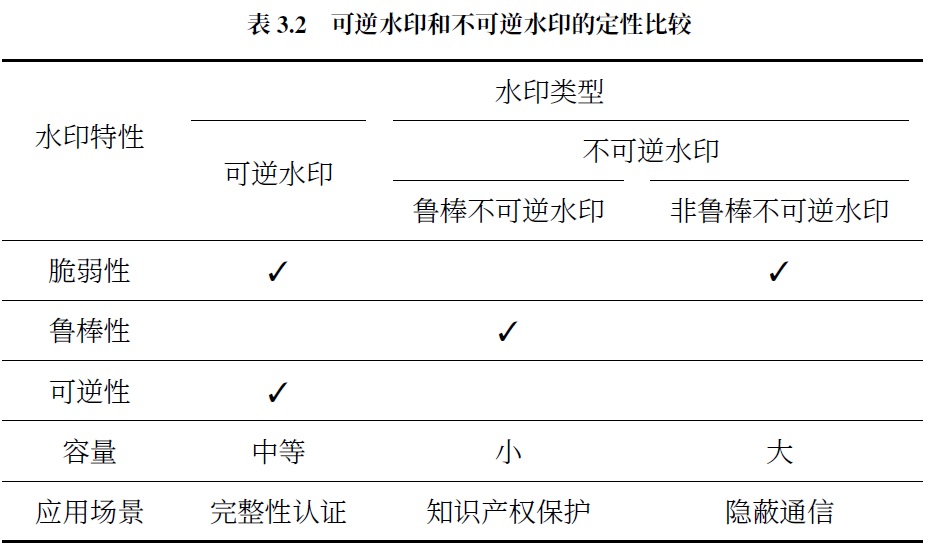 表 3.2 可逆水印和不可逆水印的定性比较
水印特性
水印类型
可逆水印
不可逆水印
鲁棒不可逆水印 非鲁棒不可逆水印
脆弱性 ✓ ✓
鲁棒性 ✓
可逆性 ✓
容量 中等 小 大
应用场景 完整性认证 知识产权保护 隐蔽通信